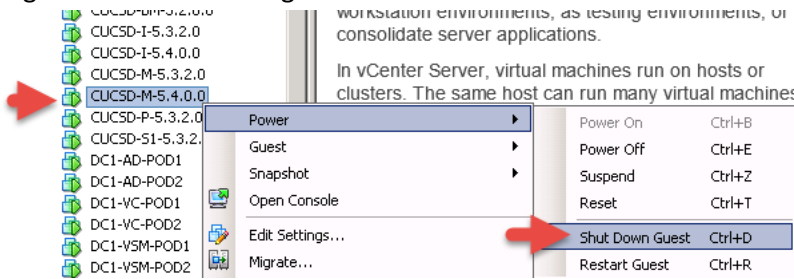 CUCSD-I-5.3.2.0
CUCSD-I-5.4.0.0
CUCSD-M-5.3.2.0
CUCSD-M-5.4.0.0
CUCSD-P-5.3.2.0
CUCSD-S1-5.3.2.
DC1-AD-POD1
DC1-AD-POD2
DC1-VC-POD1
DC1-VC-POD2
DC1-VSM-POD1
DC1-VSM-POD2
workstation environments, as testing environments, or
consolidate server applications.
In vCenter Server, virtual machines run on hosts or
clusters. The same host can run many virtual machines
Power
Guest
Snapshot
Open Console
Edit Settings...
Migrate...
Power On Ctrl+B
Power Off Ctrl+E
Suspend Ctrl+Z
Reset Ctrl+T
Shut Down Guest Ctrl+D
Restart Guest Ctrl+R